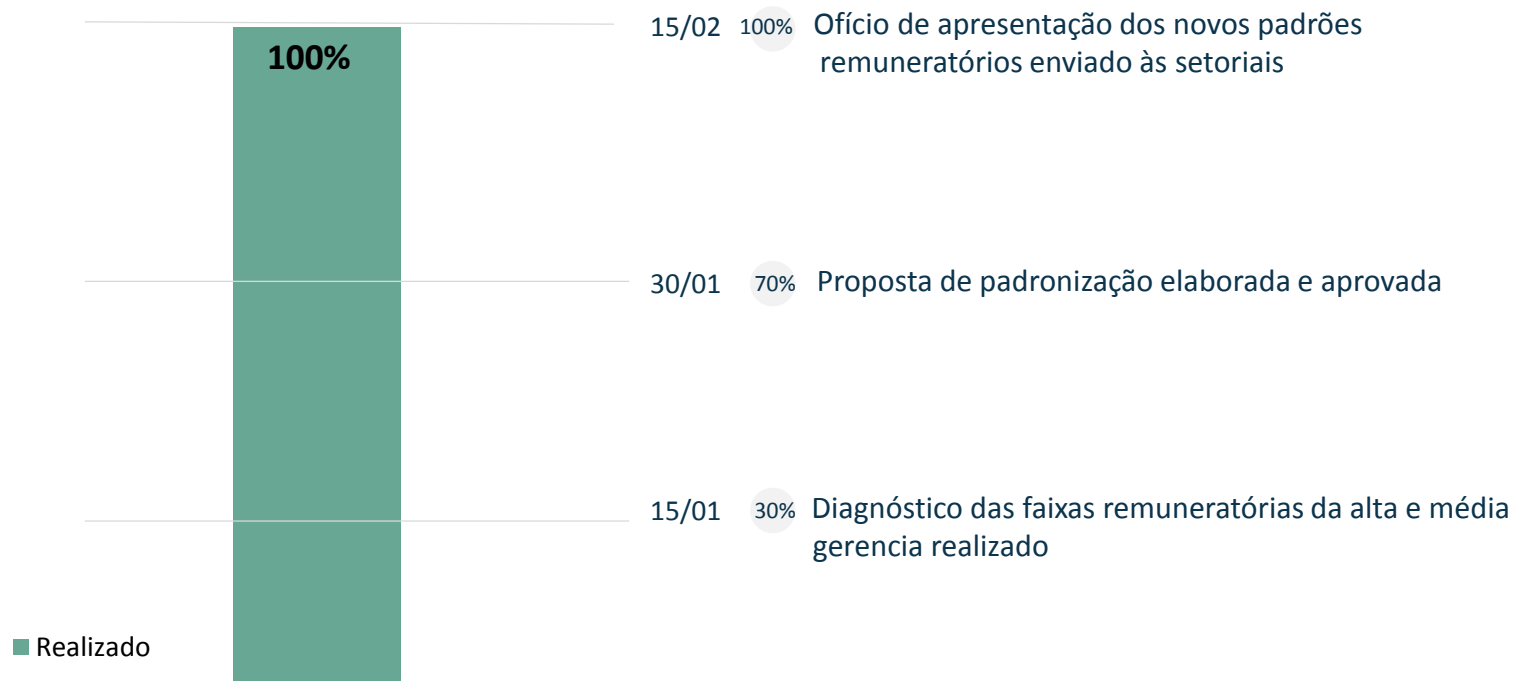 100%
15/02 100% Ofício de apresentação dos novos padrões
remuneratórios enviado às setoriais
30/01 70% Proposta de padronização elaborada e aprovada
15/01 30% Diagnóstico das faixas remuneratórias da alta e média
gerencia realizado
Realizado